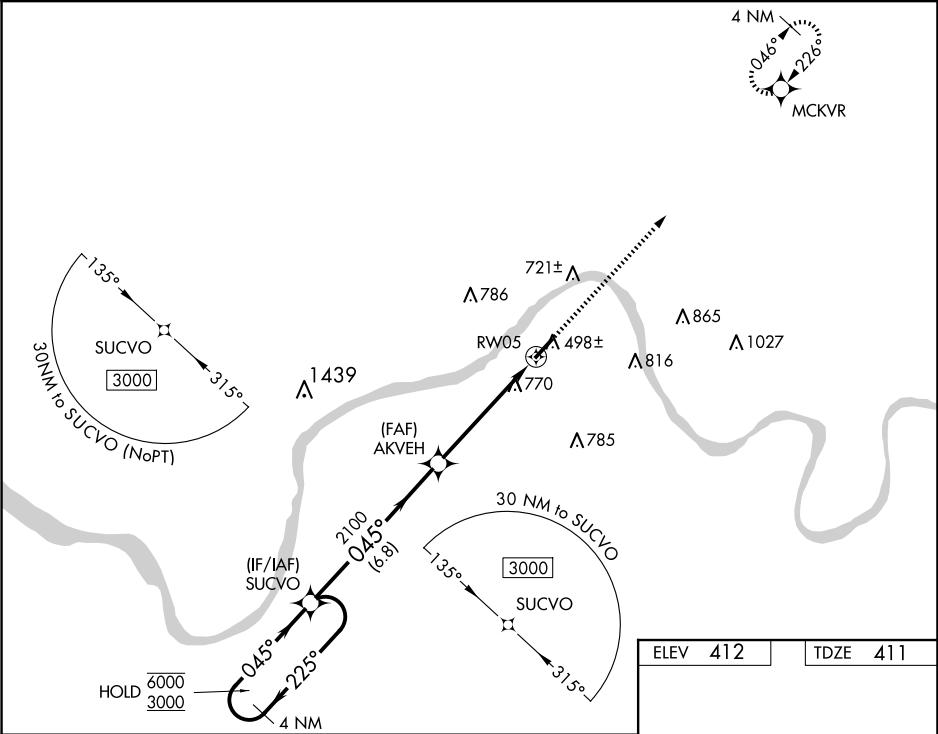 4 NM
046°
226°
MCKVR
135°
SUCVO
3000
315°
30NM to SUCVO (NoPT)
1439
786
721±
RW05
498±
865
1027
816
770
785
(FAF)
AKVEH
2100
045°
(6.8)
(IF/IAF)
SUCVO
045°
225°
HOLD 6000
3000
4 NM
30 NM to SUCVO
135°
3000
SUCVO
315°
ELEV 412
TDZE 411